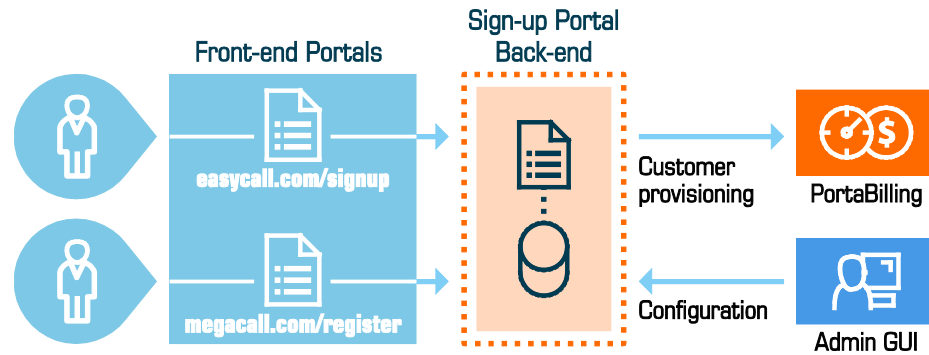 Front-end Portals
Sign-up Portal
Back-end
easycall.com/signup
megacall.com/register
Customer
provisioning
Configuration
$
PortaBilling
Admin GUI